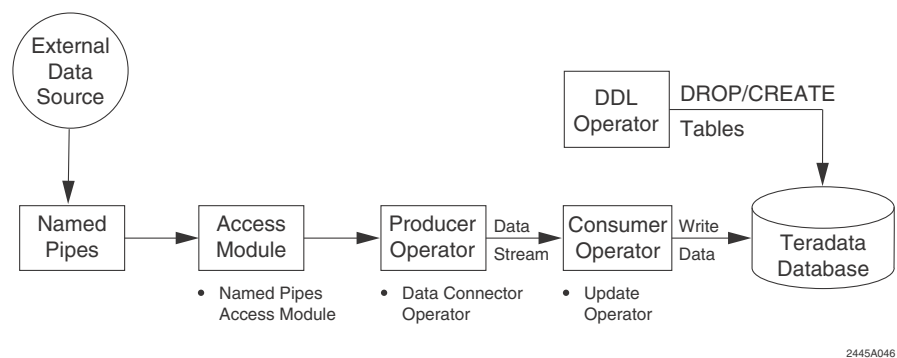 External
Data
Source
DDL
Operator
DROP/CREATE
Tables
Named
Pipes
Access
Module
Producer
Operator
Data
Stream
Consumer
Operator
Write
Data
Teradata
Database
• Named Pipes
Access Module
• Data Connector
Operator
• Update
Operator
2445A046